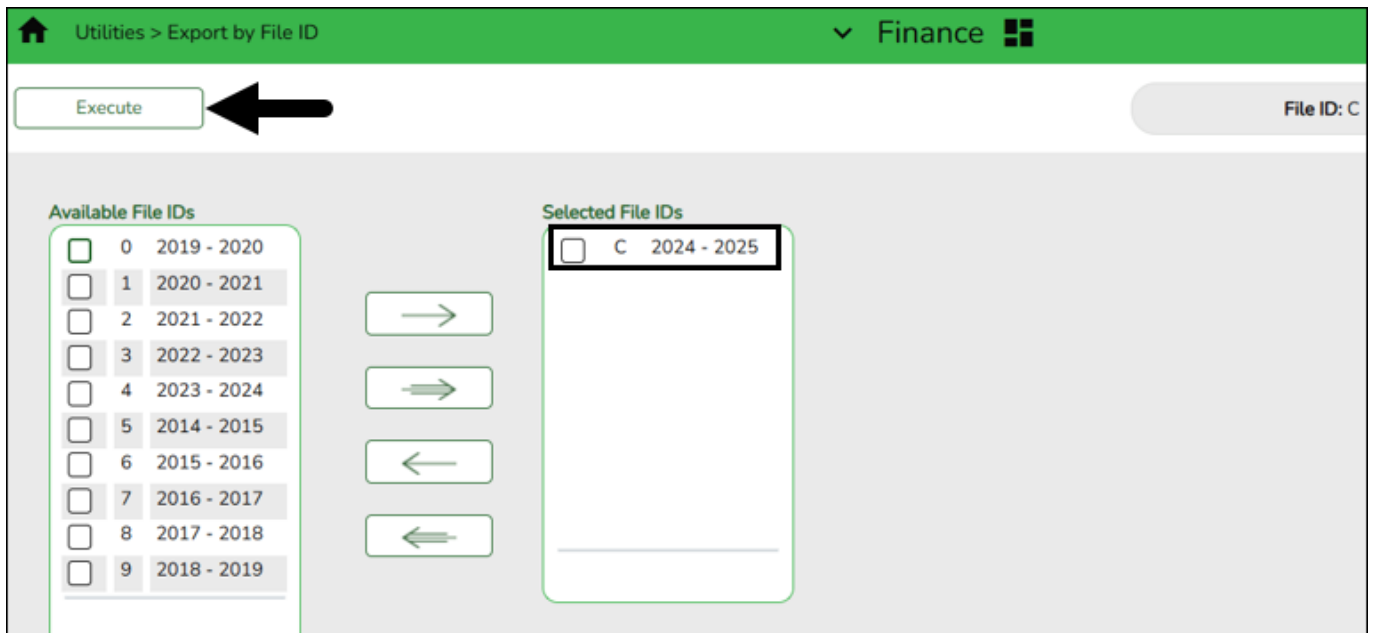 Utilities > Export by File ID
Finance
Execute
File ID: C
Available File IDs
0 2019 - 2020
1 2020 - 2021
2 2021 - 2022
3 2022 - 2023
4 2023 - 2024
5 2014 - 2015
6 2015 - 2016
7 2016 - 2017
8 2017 - 2018
9 2018 - 2019
Selected File IDs
C 2024 - 2025